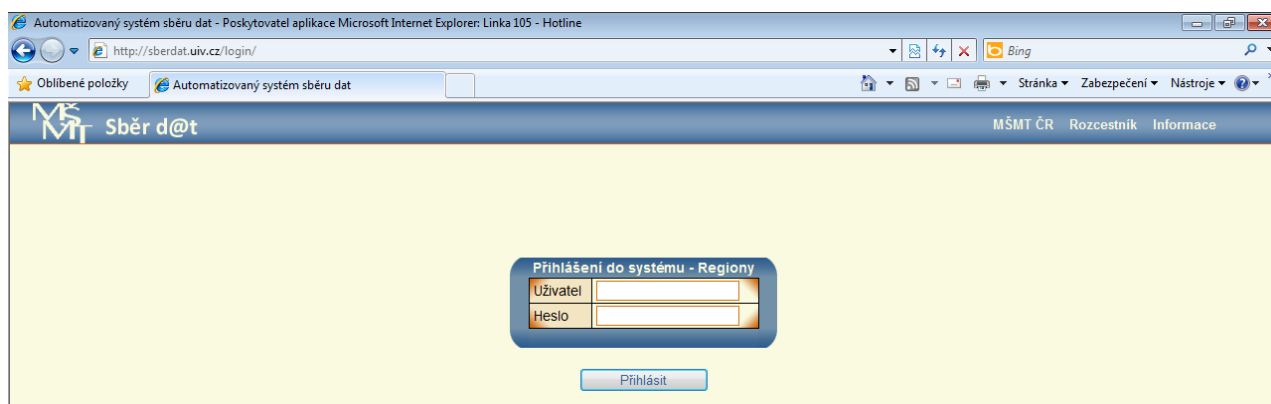 Automatizovaný systém sběru dat - Poskytovatel aplikace Microsoft Internet Explorer: Linka 105 - Hotline
http://sberdat.uiv.cz/login/
Bing
Oblíbené položky
Automatizovaný systém sběru dat
Stránka
Zabezpečení
Nástroje
MŠMT Sběr d@t
MŠMT ČR Rozcestník Informace
Přihlášení do systému - Regiony
Uživatel
Heslo
Přihlásit